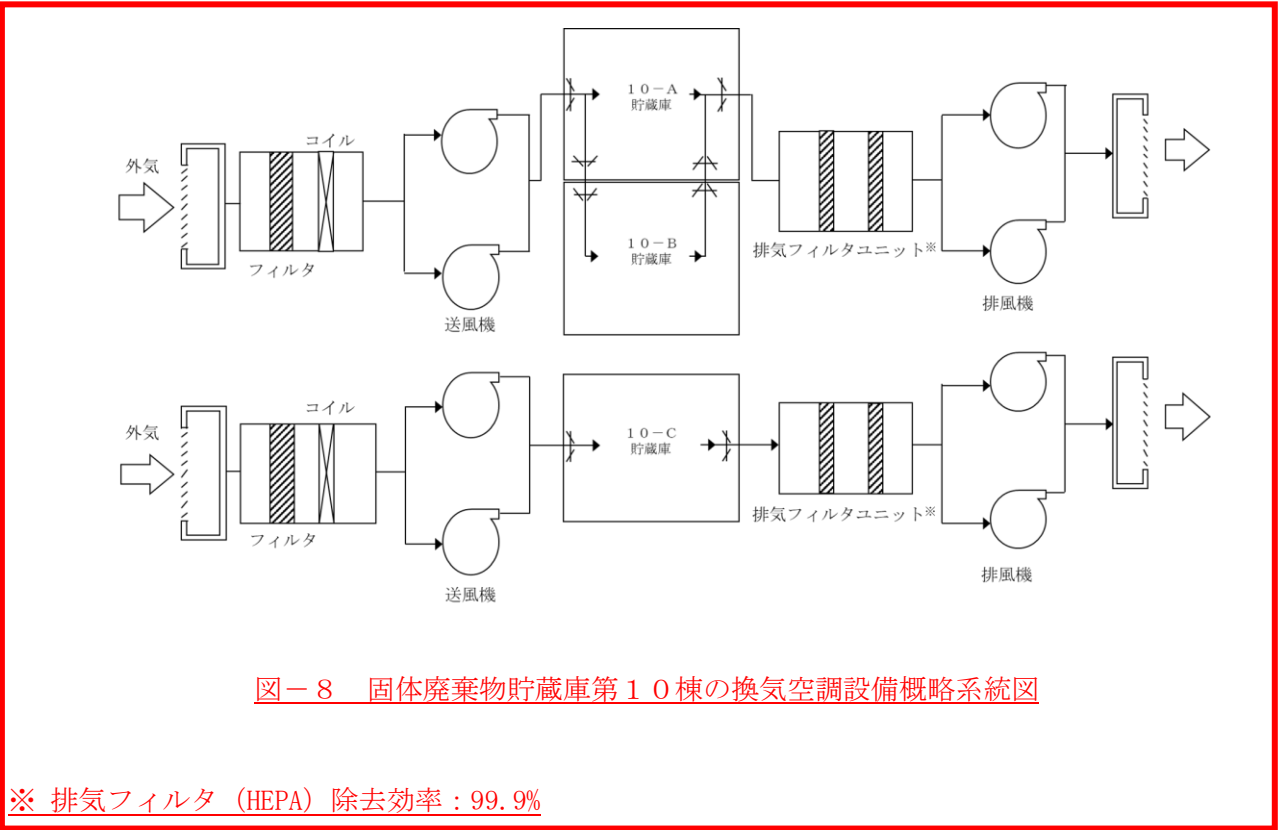 コイル
外気
フィルタ
送風機
１０－Ａ
貯蔵庫
１０－Ｂ
貯蔵庫
排気フィルタユニット※
排風機
コイル
外気
フィルタ
送風機
１０－Ｃ
貯蔵庫
排気フィルタユニット※
排風機
図－８　固体廃棄物貯蔵庫第１０棟の換気空調設備概略系統図
※ 排気フィルタ (HEPA) 除去効率：99.9%